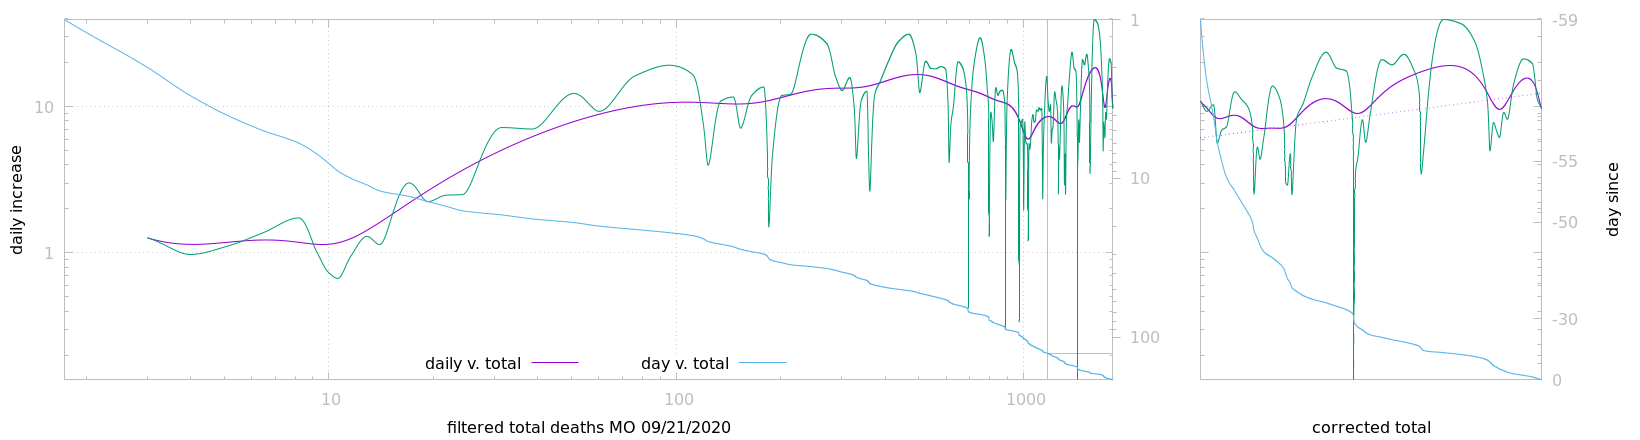 1
-59
10
daily increase
-55
10
day since
-50
1
-30
100
daily v. total
day v. total
0
10
100
1000
filtered total deaths MO 09/21/2020
corrected total